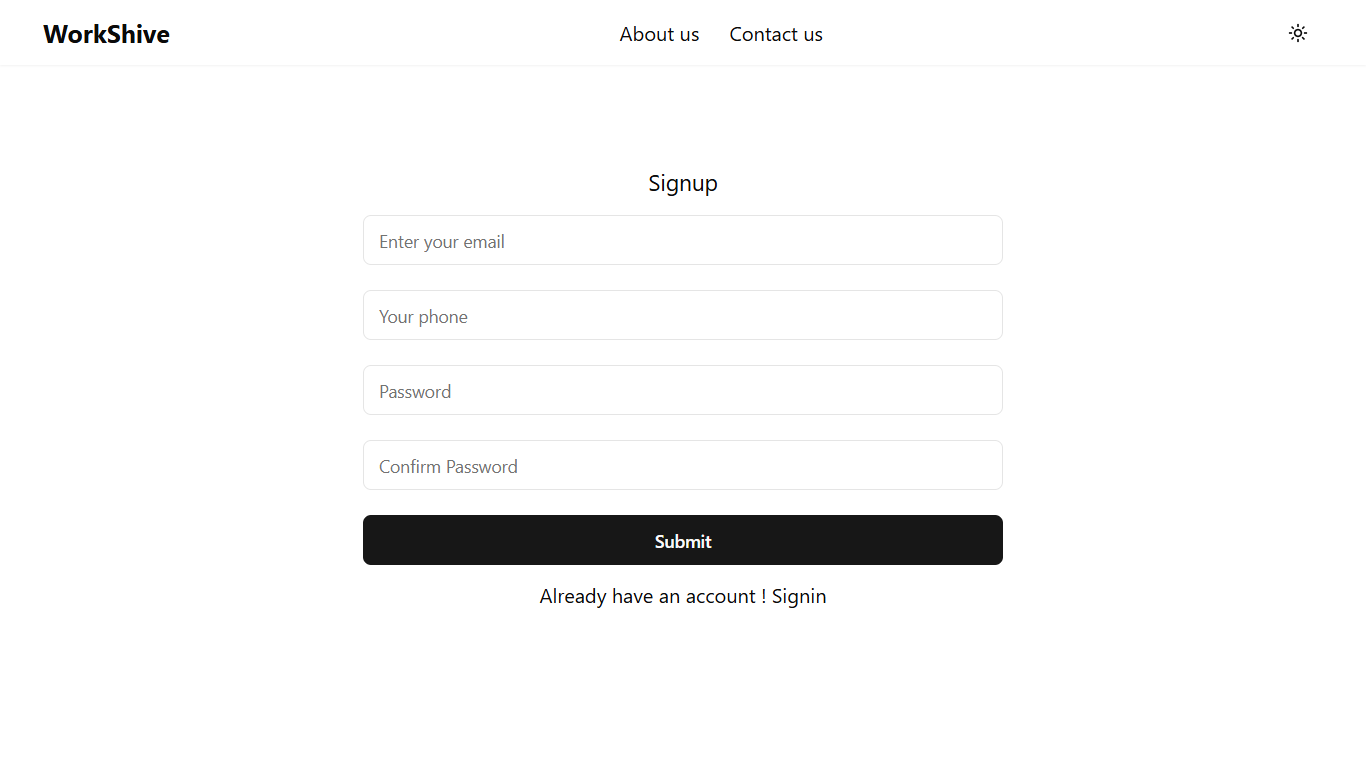 WorkShive
About us
Contact us
Signup
Enter your email
Your phone
Password
Confirm Password
Submit
Already have an account ! Signin